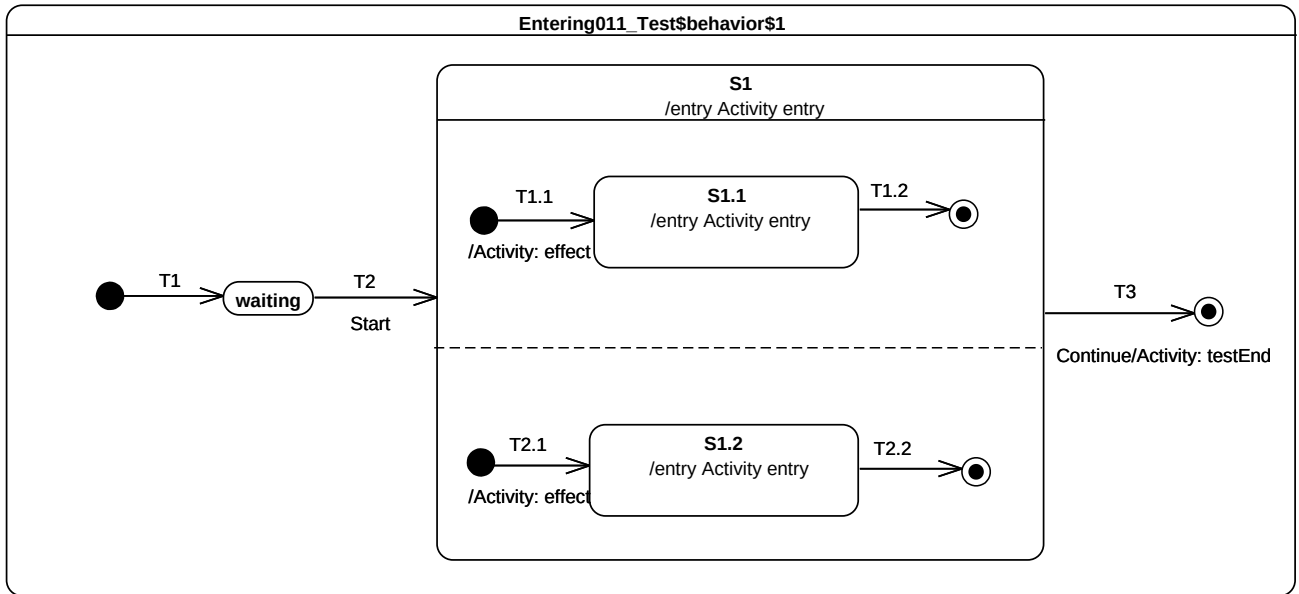 Entering011_Test$behavior$1
S1
/entry Activity entry
T1.1
S1.1
/entry Activity entry
T1.2
/Activity: effect
T1
waiting
T2
Start
T3
Continue/Activity: testEnd
T2.1
S1.2
/entry Activity entry
T2.2
/Activity: effect